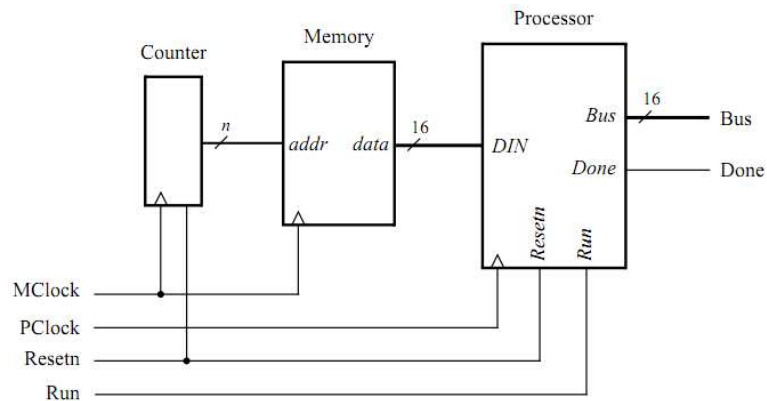 Processor
Memory
Counter
n
addr
data
16
DIN
Bus
16
Bus
Done
Done
Resetn
Run
MClock
PClock
Resetn
Run